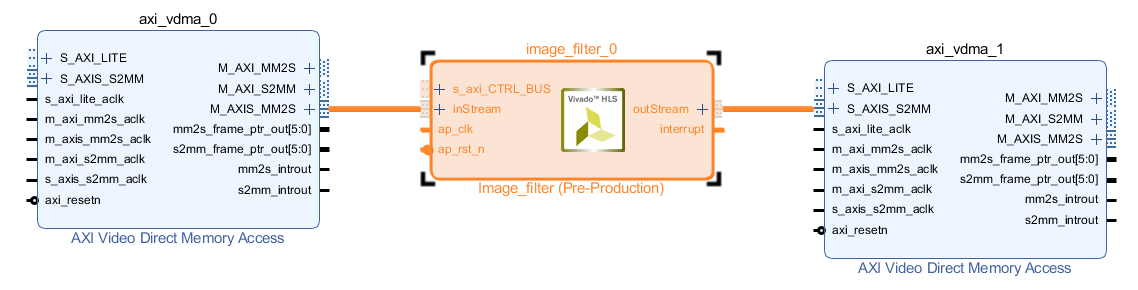 axi_vdma_0
S_AXI_LITE
S_AXIS_S2MM
s_axi_lite_aclk
m_axi_mm2s_aclk
m_axis_mm2s_aclk
m_axi_s2mm_aclk
s_axis_s2mm_aclk
axi_resetn
M_AXI_MM2S
M_AXI_S2MM
M_AXIS_MM2S
mm2s_frame_ptr_out[5:0]
s2mm_frame_ptr_out[5:0]
mm2s_introut
s2mm_introut
AXI Video Direct Memory Access
image_filter_0
s_axi_CTRL_BUS
inStream
ap_clk
ap_rst_n
Vivado™ HLS
outStream
interrupt
Image_filter (Pre-Production)
axi_vdma_1
S_AXI_LITE
S_AXIS_S2MM
s_axi_lite_aclk
m_axi_mm2s_aclk
m_axis_mm2s_aclk
m_axi_s2mm_aclk
s_axis_s2mm_aclk
axi_resetn
M_AXI_MM2S
M_AXI_S2MM
M_AXIS_MM2S
mm2s_frame_ptr_out[5:0]
s2mm_frame_ptr_out[5:0]
mm2s_introut
s2mm_introut
AXI Video Direct Memory Access